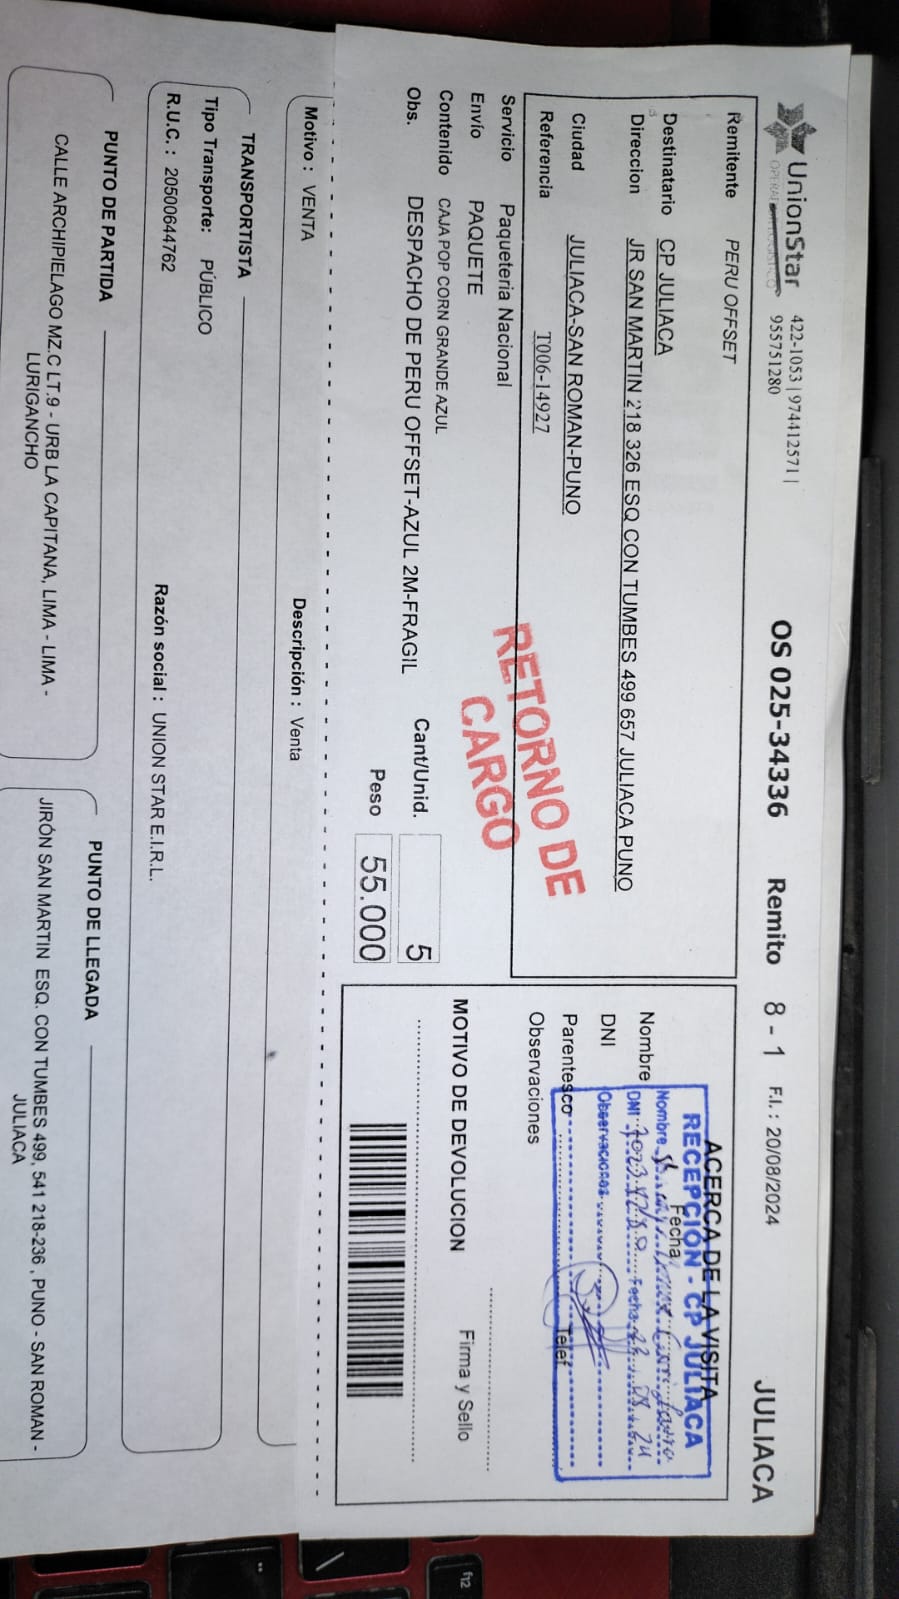 UnionStar
422-1053 | 974412571 |
955751280
OS 025-34336
Remito 8 - 1
F.I.: 20/08/2024
JULIACA
Remitente PERU OFFSET
Destinatario CP JULIACA
Direccion JR SAN MARTIN 218 326 ESQ CON TUMBES 499 657 JULIACA PUNO
Ciudad JULIACA-SAN ROMAN-PUNO
Referencia T006-14927
Servicio Paqueteria Nacional
Envío PAQUETE
Contenido CAJA POP CORN GRANDE AZUL
Obs. DESPACHO DE PERU OFFSET-AZUL 2M-FRAGIL
RETORNO DE
CARGO
Cant/Unid. 5
Peso 55.000
ACERCA DE LA VISITA
Fecha
Nombre
DNI
Parentesco
Telef
Observaciones
RECEPCIÓN - CP JULIACA
Nombre
DNI: Fecha
Observaciones
MOTIVO DE DEVOLUCION
Firma y Sello
Motivo : VENTA
Descripción : Venta
TRANSPORTISTA
Tipo Transporte: PÚBLICO
R.U.C. : 20500644762
Razón social : UNION STAR E.I.R.L.
PUNTO DE PARTIDA
CALLE ARCHIPIELAGO MZ.C LT.9 - URB LA CAPITANA, LIMA - LIMA -
LURIGANCHO
PUNTO DE LLEGADA
JIRÓN SAN MARTIN ESQ. CON TUMBES 499, 541 218-236 , PUNO - SAN ROMAN -
JULIACA
f12